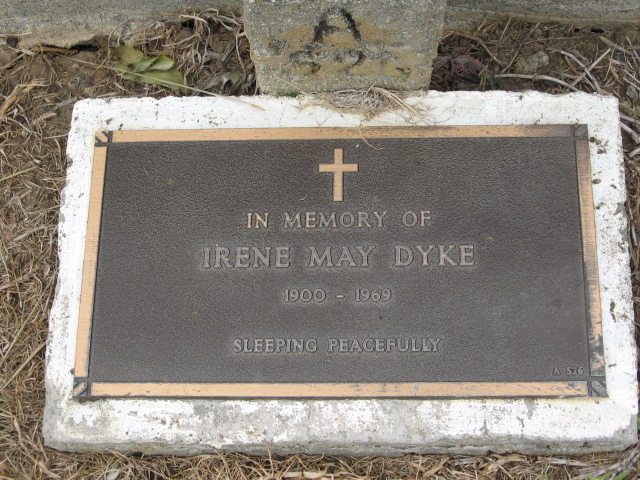 A
IN MEMORY OF
IRENE MAY DYKE
1900 - 1969
SLEEPING PEACEFULLY
A 526